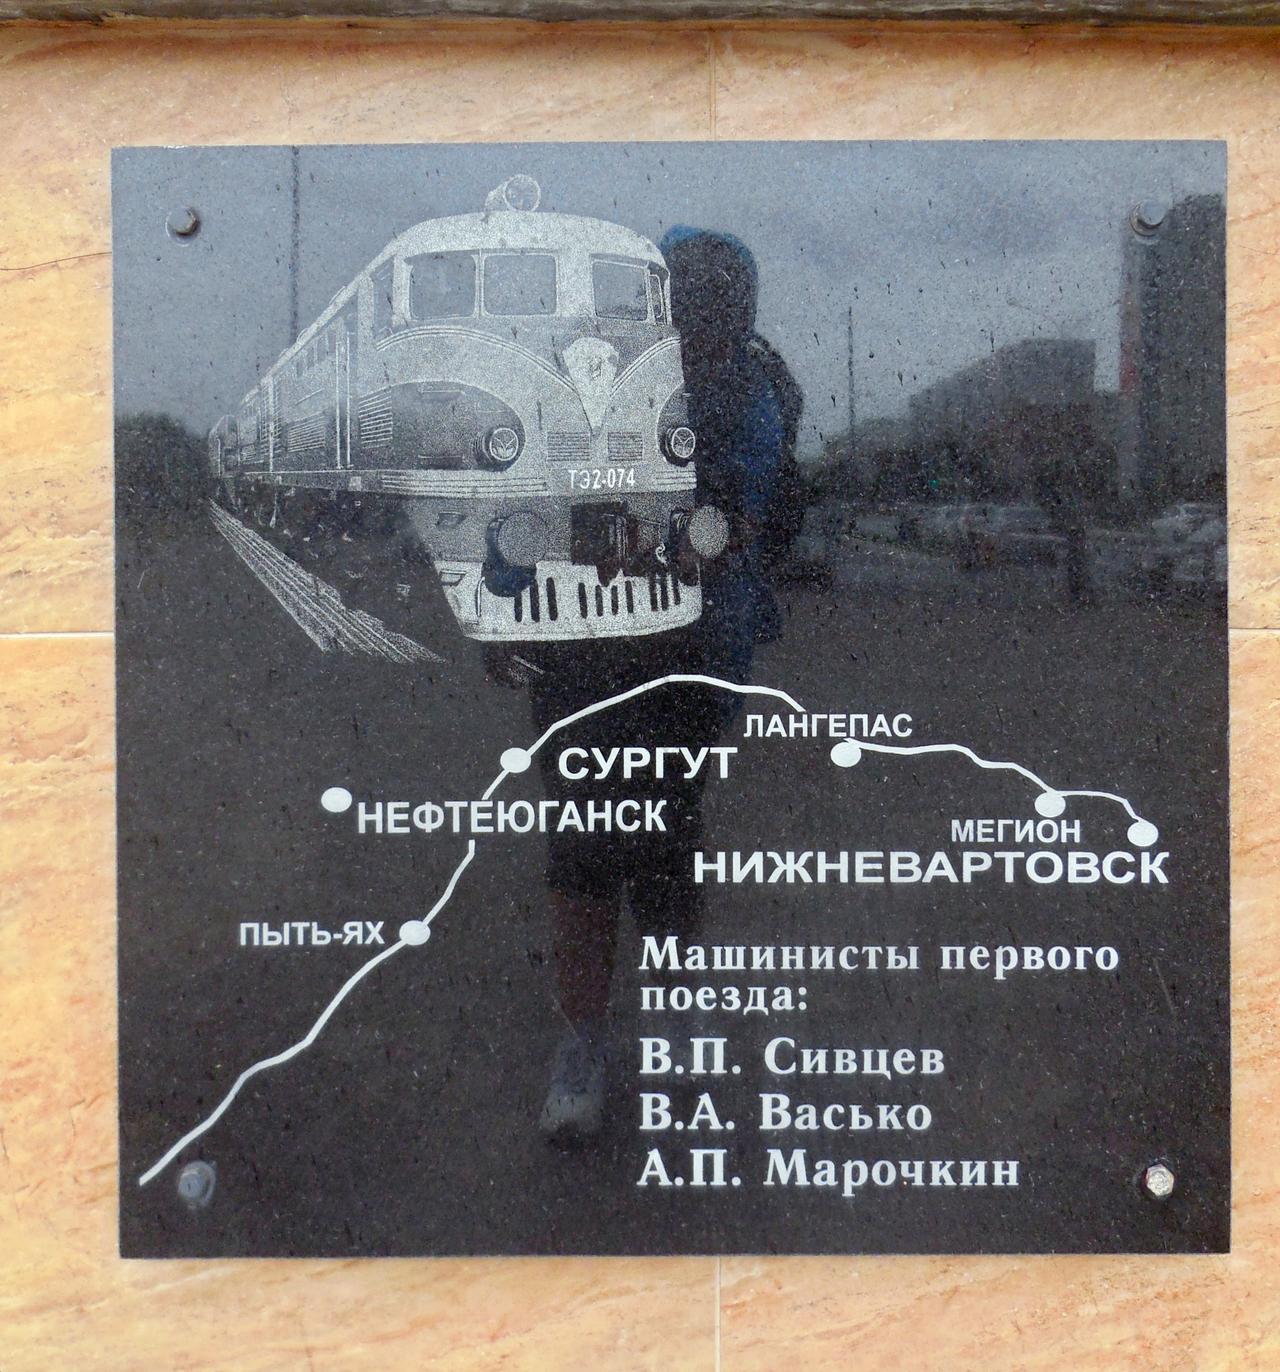 ТЭ2-074
ЛАНГЕПАС
СУРГУТ
НЕФТЕЮГАНСК
МЕГИОН
НИЖНЕВАРТОВСК
ПЫТЬ-ЯХ
Машинисты первого
поезда:
В.П. Сивцев
В.А. Васько
А.П. Марочкин